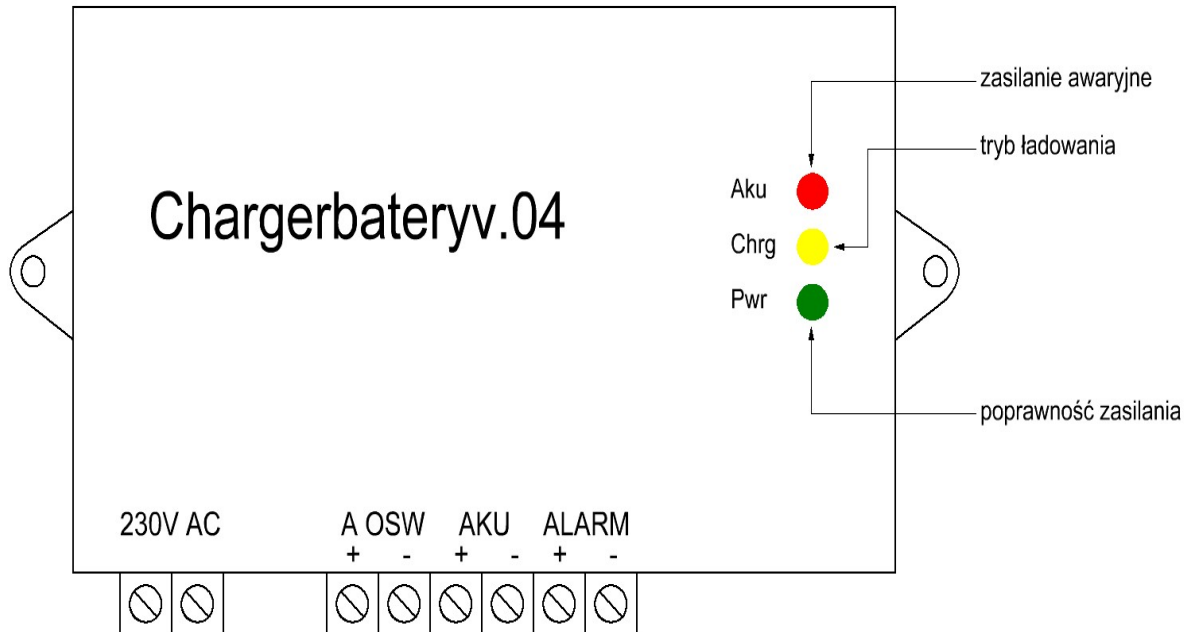 zasilanie awaryjne
tryb ładowania
Aku
Chargerbateryv.04
Chrg
Pwr
poprawność zasilania
230V AC A OSW AKU ALARM
+ - + - + -